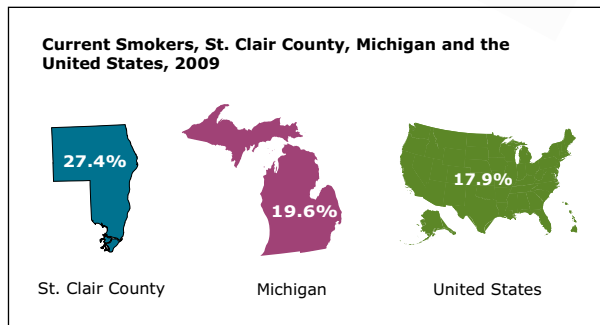 Current Smokers, St. Clair County, Michigan and the
United States, 2009
27.4%
19.6%
17.9%
St. Clair County
Michigan
United States